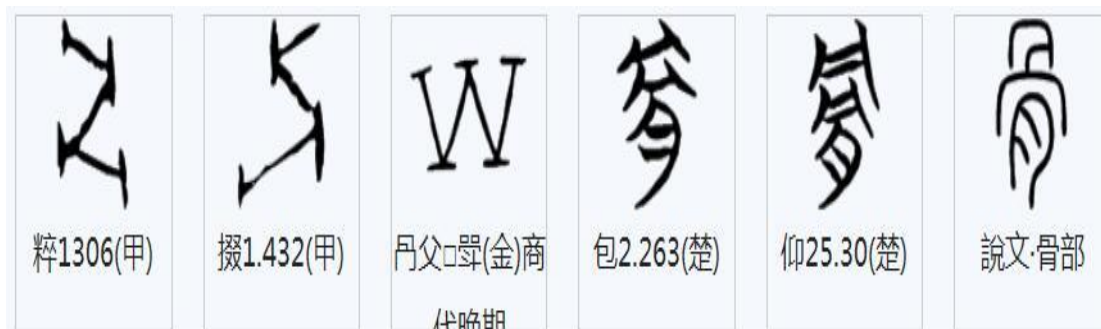 粹1306(甲)
掇1.432(甲)
冎父□斝(金)商
代晚期
包2.263(楚)
仰25.30(楚)
說文·骨部